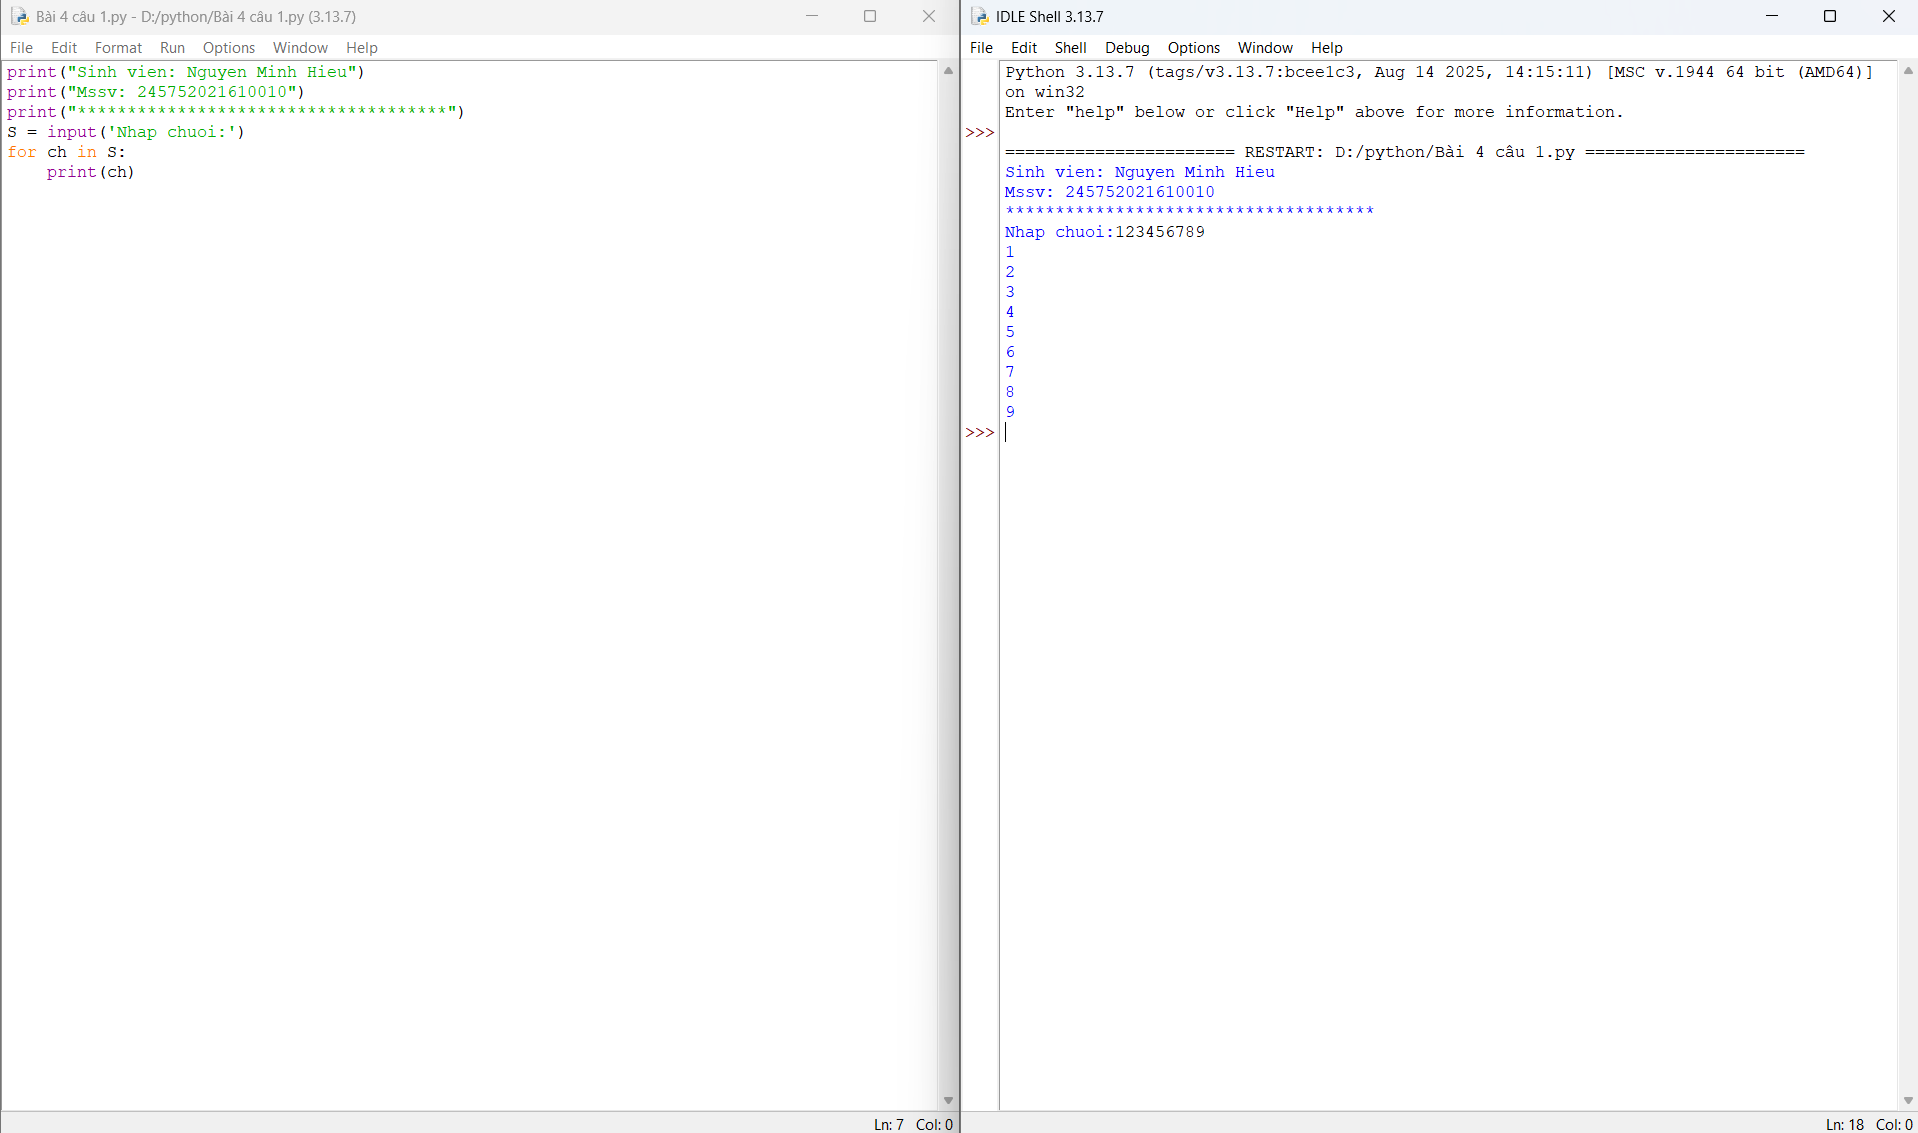 Bài 4 câu 1.py - D:/python/Bài 4 câu 1.py (3.13.7)
File Edit Format Run Options Window Help
print("Sinh vien: Nguyen Minh Hieu")
print("Mssv: 245752021610010")
print("*************************************")
S = input('Nhap chuoi:')
for ch in S:
    print(ch)
Ln: 7 Col: 0
IDLE Shell 3.13.7
File Edit Shell Debug Options Window Help
Python 3.13.7 (tags/v3.13.7:bcee1c3, Aug 14 2025, 14:15:11) [MSC v.1944 64 bit (AMD64)]
on win32
Enter "help" below or click "Help" above for more information.
>>>
======================= RESTART: D:/python/Bài 4 câu 1.py ======================
Sinh vien: Nguyen Minh Hieu
Mssv: 245752021610010
*************************************
Nhap chuoi:123456789
1
2
3
4
5
6
7
8
9
>>>
Ln: 18 Col: 0